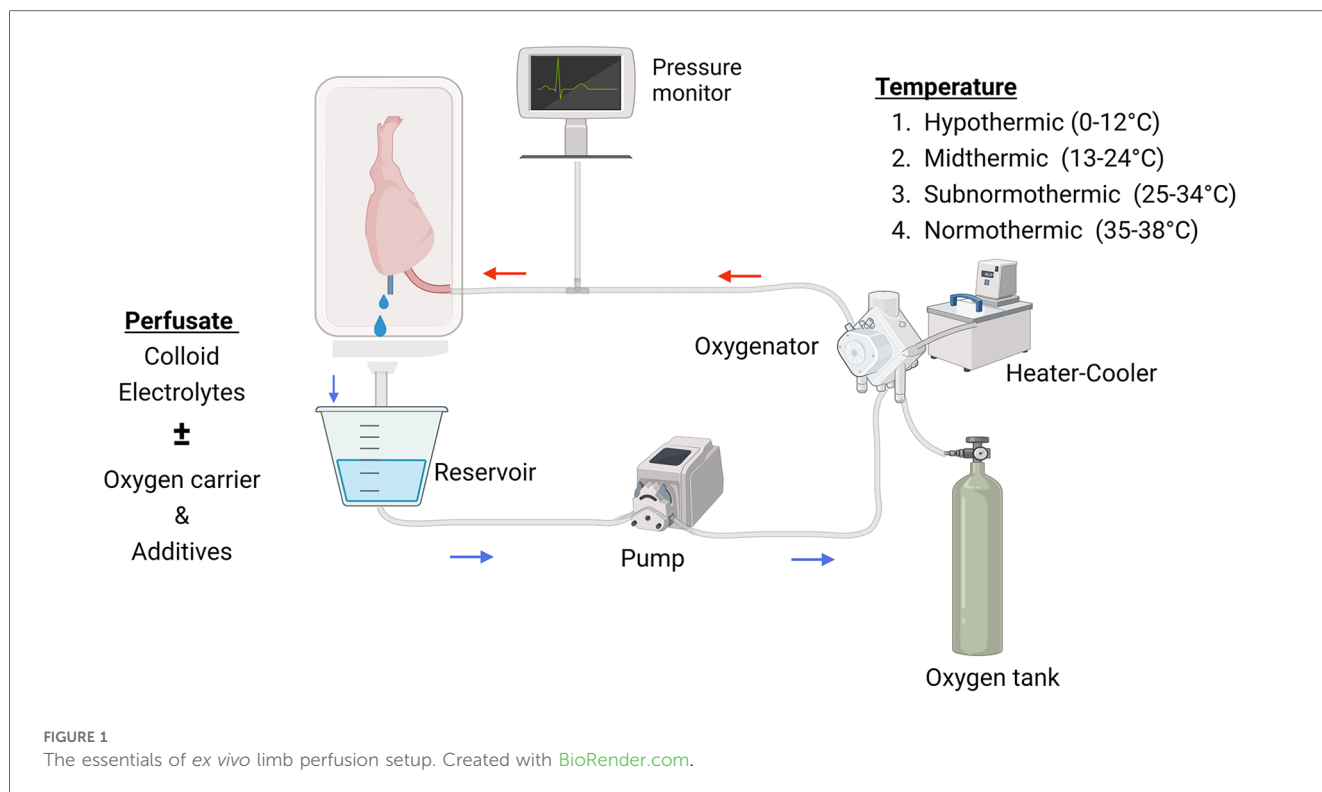 Pressure
monitor
Temperature
1. Hypothermic (0-12°C)
2. Midthermic (13-24°C)
3. Subnormothermic (25-34°C)
4. Normothermic (35-38°C)
Perfusate
Colloid
Electrolytes
±
Oxygen carrier
&
Additives
Oxygenator
Heater-Cooler
Reservoir
Pump
Oxygen tank
FIGURE 1
The essentials of ex vivo limb perfusion setup. Created with BioRender.com.